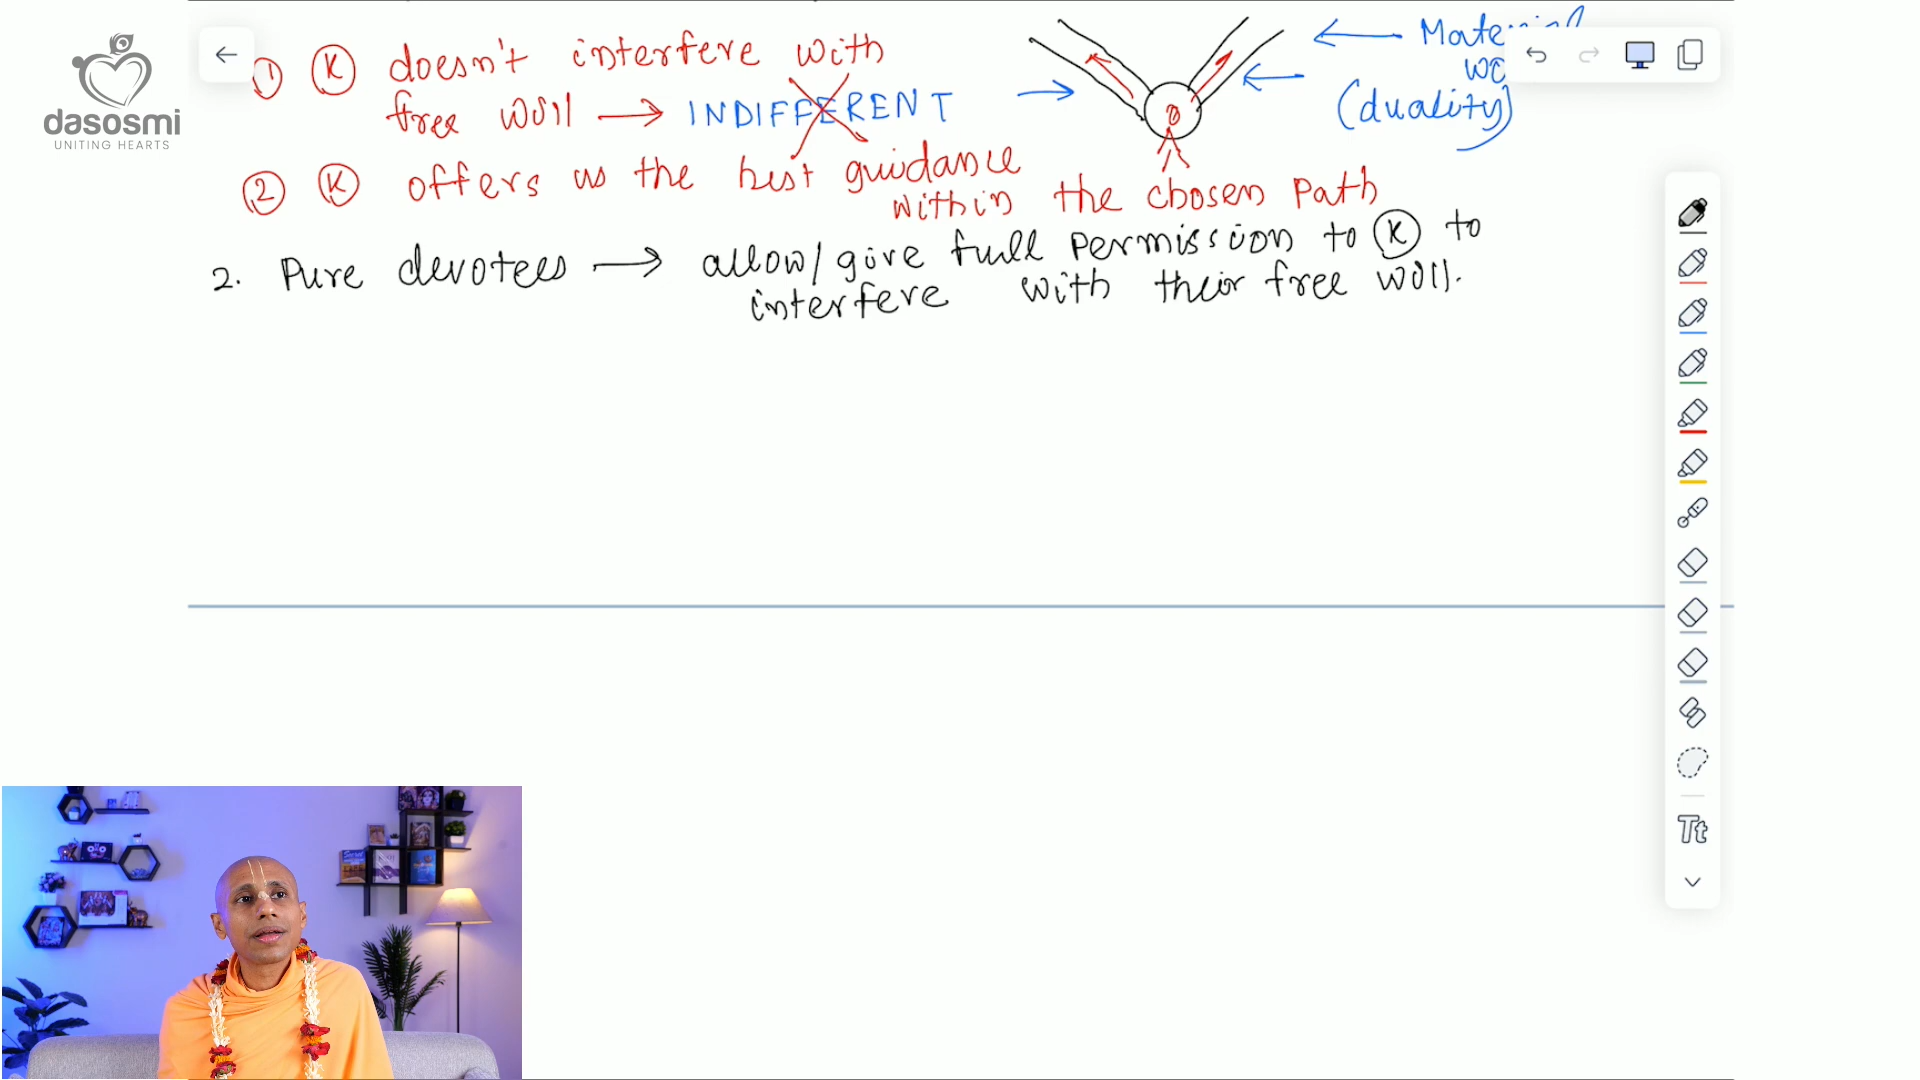 dasosmi
UNITING HEARTS
① Ⓚ doesn't interfere with
free will → INDIFFERENT
← Material
(duality)
② Ⓚ offers us the best guidance
within the chosen path
2. Pure devotees → allow/give full permission to Ⓚ to
interfere with their free will.
Tt